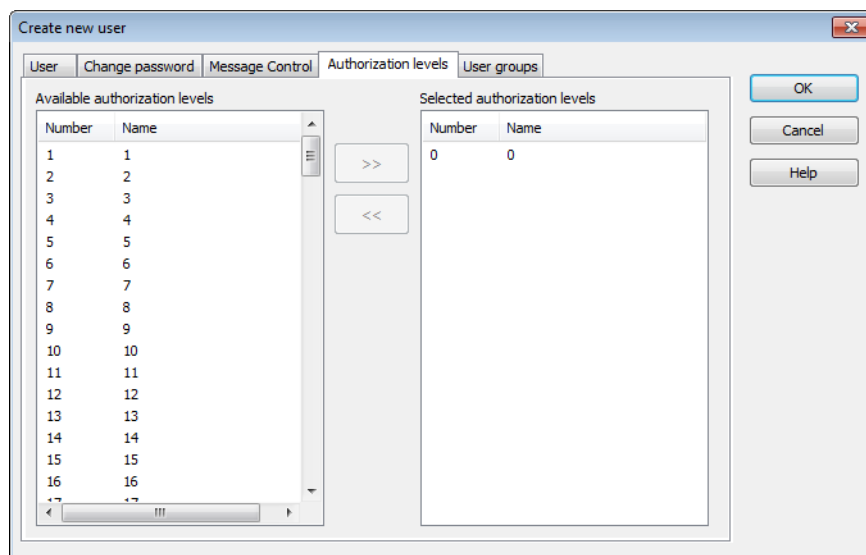 Create new user
User Change password Message Control Authorization levels User groups
Available authorization levels
Number Name
1 1
2 2
3 3
4 4
5 5
6 6
7 7
8 8
9 9
10 10
11 11
12 12
13 13
14 14
15 15
16 16
17 17
>>
<<
Selected authorization levels
Number Name
0 0
OK
Cancel
Help